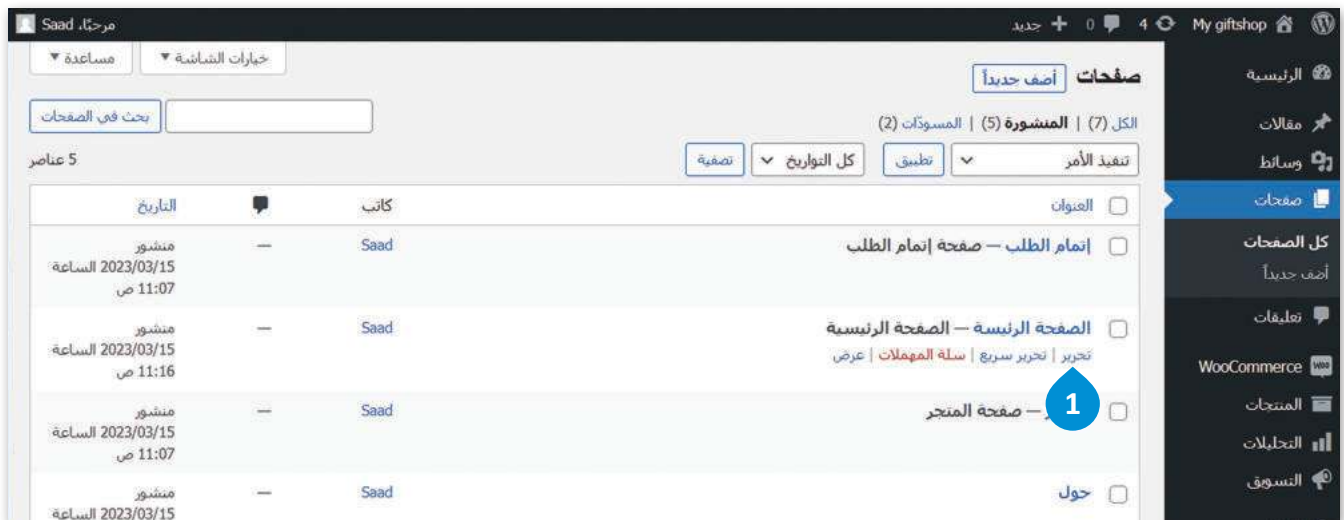 My giftshop 4 0 + جديد مرحبًا، Saad
خيارات الشاشة ▼ مساعدة ▼
صفحات أضف جديداً
الكل (7) | المنشورة (5) | المسودّات (2)
بحث في الصفحات
تنفيذ الأمر تطبيق كل التواريخ تصفية 5 عناصر
العنوان كاتب التاريخ
إتمام الطلب — صفحة إتمام الطلب Saad — منشور
2023/03/15 الساعة
11:07 ص
الصفحة الرئيسة — الصفحة الرئيسية Saad — منشور
تحرير | تحرير سريع | سلة المهملات | عرض 2023/03/15 الساعة
11:16 ص
1
— صفحة المتجر Saad — منشور
2023/03/15 الساعة
11:07 ص
حول Saad — منشور
2023/03/15 الساعة
الرئيسية
مقالات
وسائط
صفحات
كل الصفحات
أضف جديداً
تعليقات
WooCommerce
المنتجات
التحليلات
التسويق